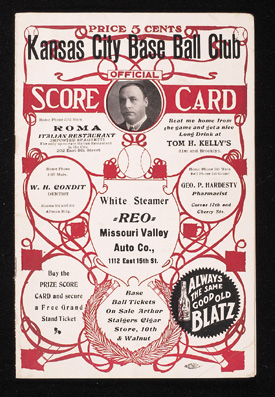 PRICE 5 CENTS
Kansas City Base Ball Club
OFFICIAL
SCORE CARD
ROMA
ITALIAN RESTAURANT
Beat me home from
the game and get a nice
Long Drink at
TOM H. KELLY'S
W. H. CONDIT
DENTIST
GEO. P. HARDESTY
Pharmacist
Corner 12th and
Cherry Sts.
White Steamer
"REO"
Missouri Valley
Auto Co.,
1112 East 15th St.
Buy the
PRIZE SCORE
CARD and secure
a Free Grand
Stand Ticket
Base
Ball Tickets
On Sale Arthur
Staigers Cigar
Store, 10th
& Walnut
ALWAYS
THE SAME
GOOD OLD
BLATZ